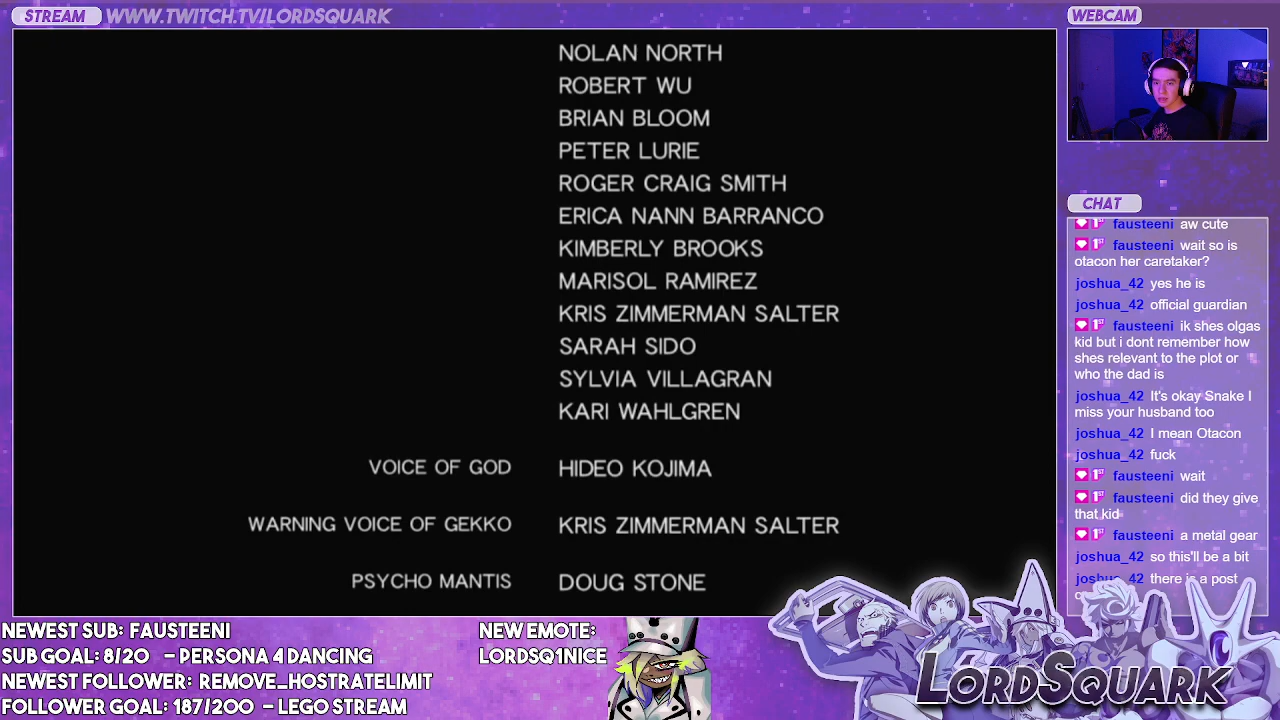 STREAM WWW.TWITCH.TV/LORDSQUARK
NOLAN NORTH
ROBERT WU
BRIAN BLOOM
PETER LURIE
ROGER CRAIG SMITH
ERICA NANN BARRANCO
KIMBERLY BROOKS
MARISOL RAMIREZ
KRIS ZIMMERMAN SALTER
SARAH SIDO
SYLVIA VILLAGRAN
KARI WAHLGREN
VOICE OF GOD HIDEO KOJIMA
WARNING VOICE OF GEKKO KRIS ZIMMERMAN SALTER
PSYCHO MANTIS DOUG STONE
WEBCAM
CHAT
fausteeni aw cute
fausteeni wait so is
otacon her caretaker?
joshua_42 yes he is
joshua_42 official guardian
fausteeni ik shes olgas
kid but i dont remember how
shes relevant to the plot or
who the dad is
joshua_42 It's okay Snake I
miss your husband too
joshua_42 I mean Otacon
joshua_42 fuck
fausteeni wait
fausteeni did they give
that kid
fausteeni a metal gear
joshua_42 so this'll be a bit
joshua_42 there is a post
NEWEST SUB: FAUSTEENI
SUB GOAL: 8/20 - PERSONA 4 DANCING
NEWEST FOLLOWER: REMOVE_HOSTRATELIMIT
FOLLOWER GOAL: 187/200 - LEGO STREAM
NEW EMOTE:
LORDSQ1NICE
LORDSQUARK